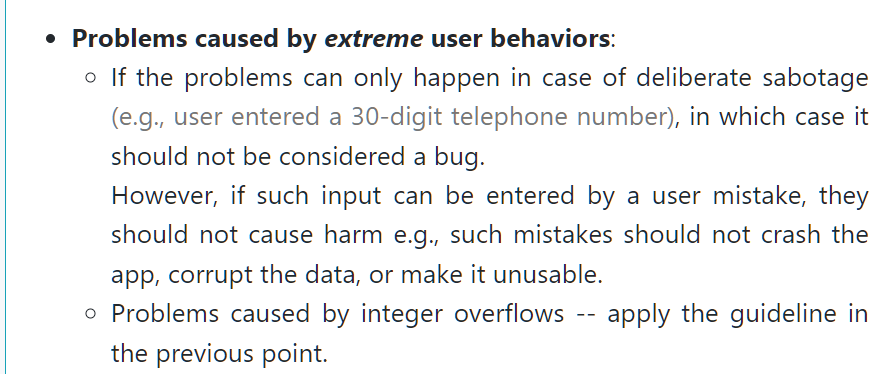 • Problems caused by extreme user behaviors:
○ If the problems can only happen in case of deliberate sabotage
(e.g., user entered a 30-digit telephone number), in which case it
should not be considered a bug.
However, if such input can be entered by a user mistake, they
should not cause harm e.g., such mistakes should not crash the
app, corrupt the data, or make it unusable.
○ Problems caused by integer overflows -- apply the guideline in
the previous point.